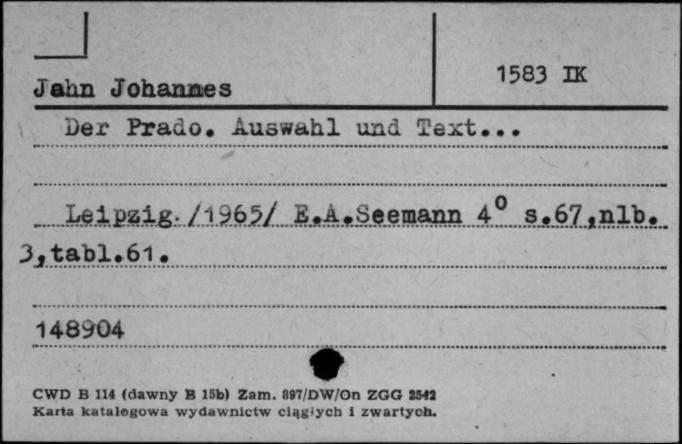 Jahn Johannes
1583 IK
Der Prado. Auswahl und Text...
Leipzig. /1965/ E.A.Seemann 4⁰ s.67,nlb.
3,tabl.61.
148904
CWD B 114 (dawny B 15b) Zam. 897/DW/On ZGG 2542
Karta katalogowa wydawnictw ciągłych i zwartych.